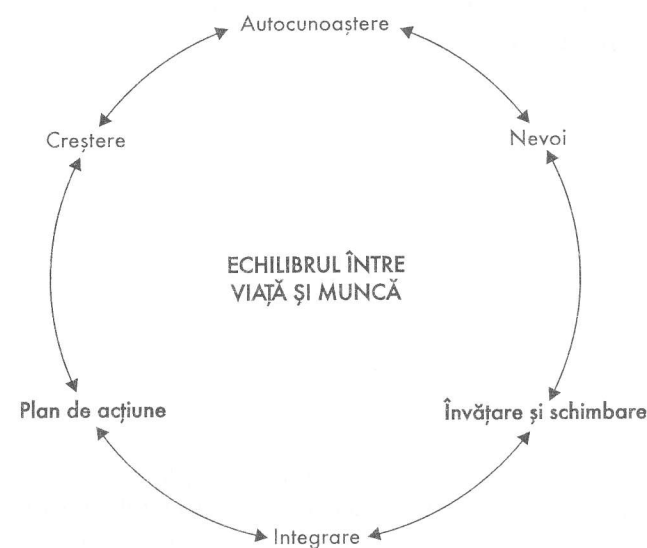 Autocunoaștere
Creștere
Nevoi
ECHILIBRUL ÎNTRE
VIAȚĂ ȘI MUNCĂ
Plan de acțiune
Învățare și schimbare
Integrare